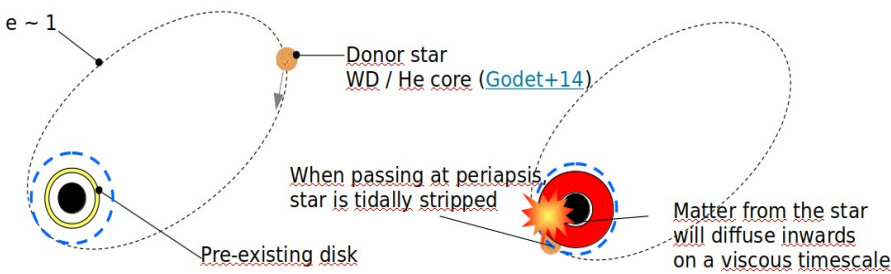 e ~ 1
Donor star
WD / He core (Godet+14)
When passing at periapsis,
star is tidally stripped
Pre-existing disk
Matter from the star
will diffuse inwards
on a viscous timescale